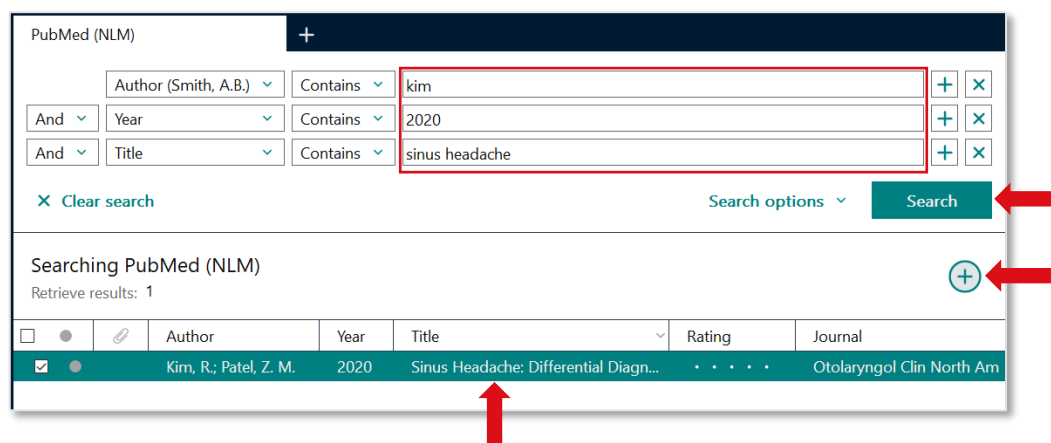 PubMed (NLM)
Author (Smith, A.B.) Contains kim
And Year Contains 2020
And Title Contains sinus headache
Clear search Search options Search
Searching PubMed (NLM)
Retrieve results: 1
Author Year Title Rating Journal
Kim, R.; Patel, Z. M. 2020 Sinus Headache: Differential Diagn... Otolaryngol Clin North Am